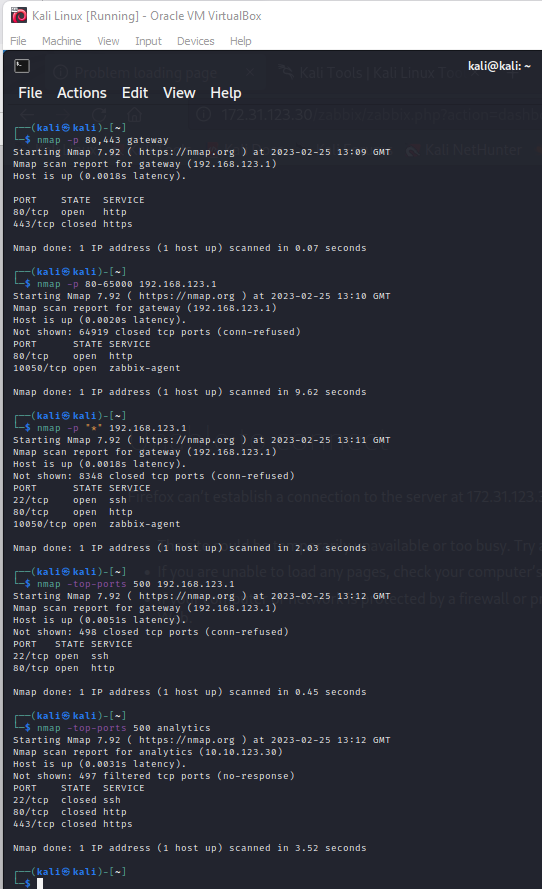 Kali Linux [Running] - Oracle VM VirtualBox
File Machine View Input Devices Help
kali@kali: ~
File Actions Edit View Help
┌──(kali㉿kali)-[~]
└─$ nmap -p 80,443 gateway
Starting Nmap 7.92 ( https://nmap.org ) at 2023-02-25 13:09 GMT
Nmap scan report for gateway (192.168.123.1)
Host is up (0.0018s latency).
PORT    STATE  SERVICE
80/tcp  open   http
443/tcp closed https
Nmap done: 1 IP address (1 host up) scanned in 0.07 seconds
┌──(kali㉿kali)-[~]
└─$ nmap -p 80-65000 192.168.123.1
Starting Nmap 7.92 ( https://nmap.org ) at 2023-02-25 13:10 GMT
Nmap scan report for gateway (192.168.123.1)
Host is up (0.0020s latency).
Not shown: 64919 closed tcp ports (conn-refused)
PORT      STATE SERVICE
80/tcp    open  http
10050/tcp open  zabbix-agent
Nmap done: 1 IP address (1 host up) scanned in 9.62 seconds
┌──(kali㉿kali)-[~]
└─$ nmap -p "*" 192.168.123.1
Starting Nmap 7.92 ( https://nmap.org ) at 2023-02-25 13:11 GMT
Nmap scan report for gateway (192.168.123.1)
Host is up (0.0018s latency).
Not shown: 8348 closed tcp ports (conn-refused)
PORT      STATE SERVICE
22/tcp    open  ssh
80/tcp    open  http
10050/tcp open  zabbix-agent
Nmap done: 1 IP address (1 host up) scanned in 2.03 seconds
┌──(kali㉿kali)-[~]
└─$ nmap -top-ports 500 192.168.123.1
Starting Nmap 7.92 ( https://nmap.org ) at 2023-02-25 13:12 GMT
Nmap scan report for gateway (192.168.123.1)
Host is up (0.0051s latency).
Not shown: 498 closed tcp ports (conn-refused)
PORT   STATE SERVICE
22/tcp open  ssh
80/tcp open  http
Nmap done: 1 IP address (1 host up) scanned in 0.45 seconds
┌──(kali㉿kali)-[~]
└─$ nmap -top-ports 500 analytics
Starting Nmap 7.92 ( https://nmap.org ) at 2023-02-25 13:12 GMT
Nmap scan report for analytics (10.10.123.30)
Host is up (0.0031s latency).
Not shown: 497 filtered tcp ports (no-response)
PORT    STATE  SERVICE
22/tcp  closed ssh
80/tcp  closed http
443/tcp closed https
Nmap done: 1 IP address (1 host up) scanned in 3.52 seconds
┌──(kali㉿kali)-[~]
└─$